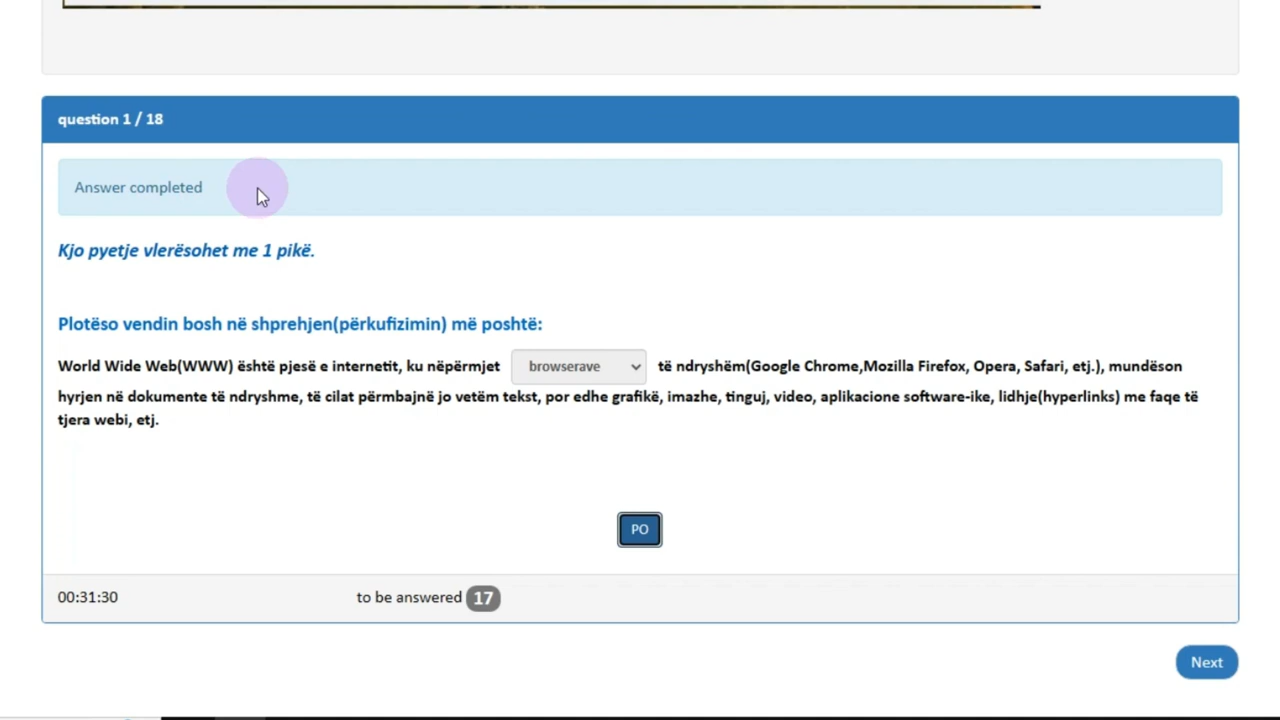 question 1 / 18
Answer completed
Kjo pyetje vlerësohet me 1 pikë.
Plotëso vendin bosh në shprehjen(përkufizimin) më poshtë:
World Wide Web(WWW) është pjesë e internetit, ku nëpërmjet browserave të ndryshëm(Google Chrome,Mozilla Firefox, Opera, Safari, etj.), mundëson
hyrjen në dokumente të ndryshme, të cilat përmbajnë jo vetëm tekst, por edhe grafikë, imazhe, tinguj, video, aplikacione software-ike, lidhje(hyperlinks) me faqe të
tjera webi, etj.
PO
00:31:30 to be answered 17
Next